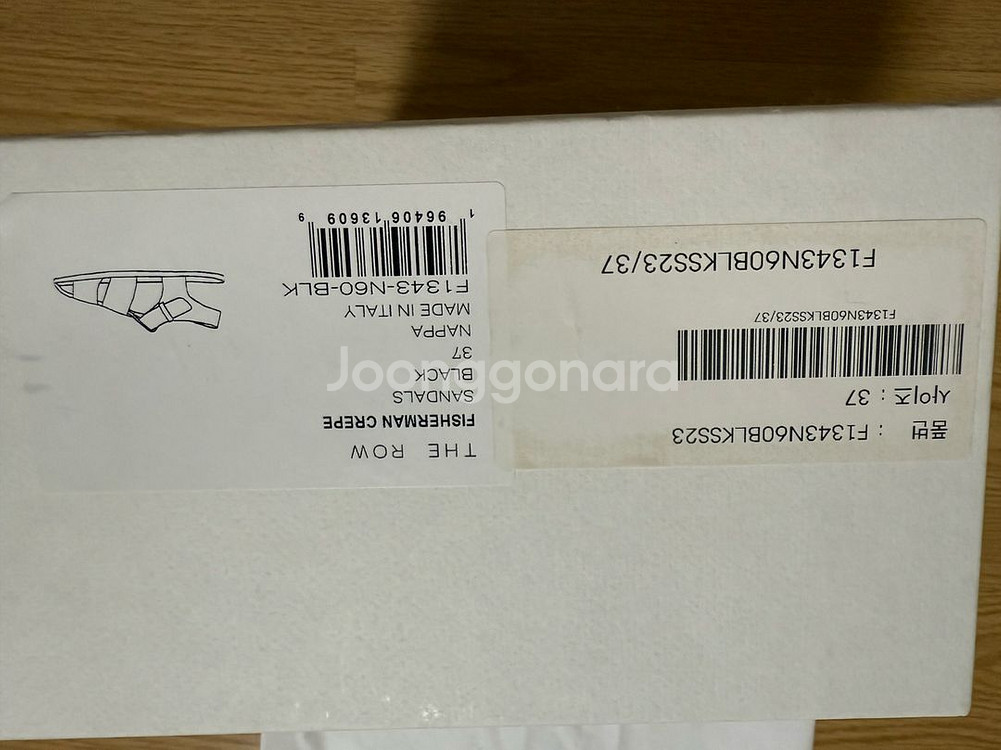 THE ROW
FISHERMAN CREPE
SANDALS
BLACK
37
NAPPA
MADE IN ITALY
F1343-N60-BLK
1 96406 13609 9
품번 : F1343N60BLKSS23
사이즈 : 37
F1343N60BLKSS23/37
F1343N60BLKSS23/37
Joonggonara